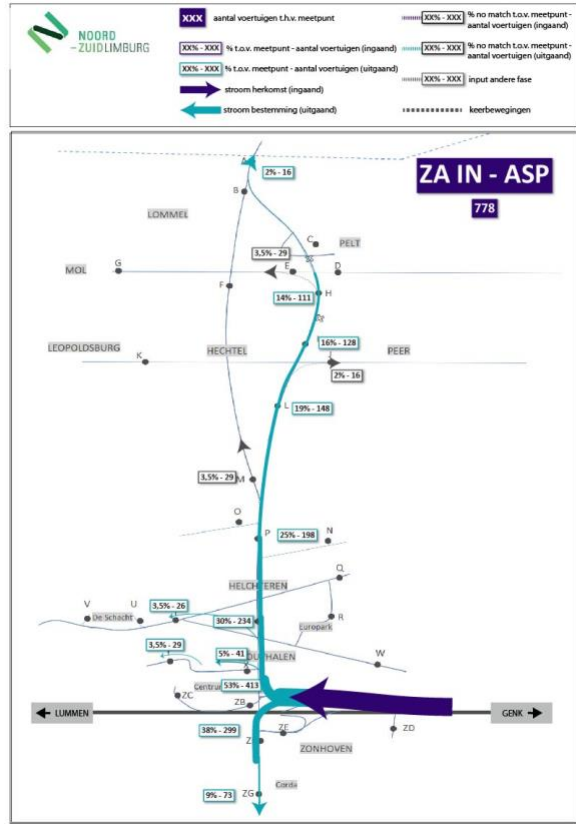 NOORD
-ZUIDLIMBURG
XXX aantal voertuigen t.h.v. meetpunt
XX% - XXX % t.o.v. meetpunt - aantal voertuigen (ingaand)
XX% - XXX % t.o.v. meetpunt - aantal voertuigen (uitgaand)
stroom herkomst (ingaand)
stroom bestemming (uitgaand)
XX% - XXX % no match t.o.v. meetpunt -
aantal voertuigen (ingaand)
XX% - XXX % no match t.o.v. meetpunt -
aantal voertuigen (uitgaand)
XX% - XXX input andere fase
keerbewegingen
ZA IN - ASP
778
A
2% - 16
B
LOMMEL
C
PELT
3,5% - 29
MOL
G
E
D
F
H
14% - 111
16% - 128
LEOPOLDSBURG
HECHTEL
PEER
K
2% - 16
L
19% - 148
3,5% - 29
M
O
P
25% - 198
N
HELCHTEREN
Q
3,5% - 26
V
U
De Schacht
30% - 234
R
Europark
3,5% - 29
5% - 41
W
X
53% - 413
ZC
ZB
LUMMEN
GENK
38% - 299
ZE
ZD
ZONHOVEN
9% - 73
ZG
Corda